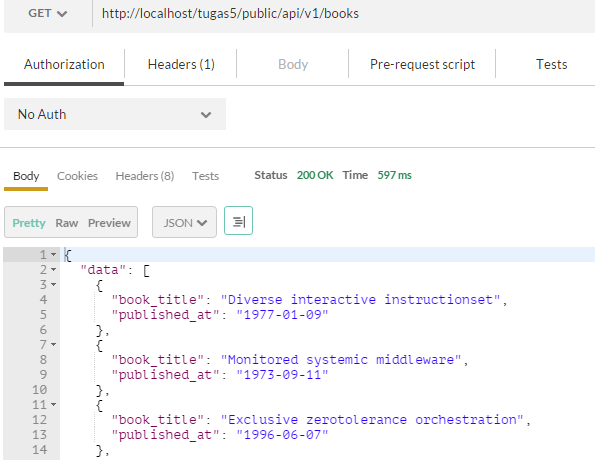 GET http://localhost/tugas5/public/api/v1/books
Authorization Headers (1) Body Pre-request script Tests
No Auth
Body Cookies Headers (8) Tests Status 200 OK Time 597 ms
Pretty Raw Preview JSON
1 {
2 "data": [
3 {
4 "book_title": "Diverse interactive instructionset",
5 "published_at": "1977-01-09"
6 },
7 {
8 "book_title": "Monitored systemic middleware",
9 "published_at": "1973-09-11"
10 },
11 {
12 "book_title": "Exclusive zerotolerance orchestration",
13 "published_at": "1996-06-07"
14 },